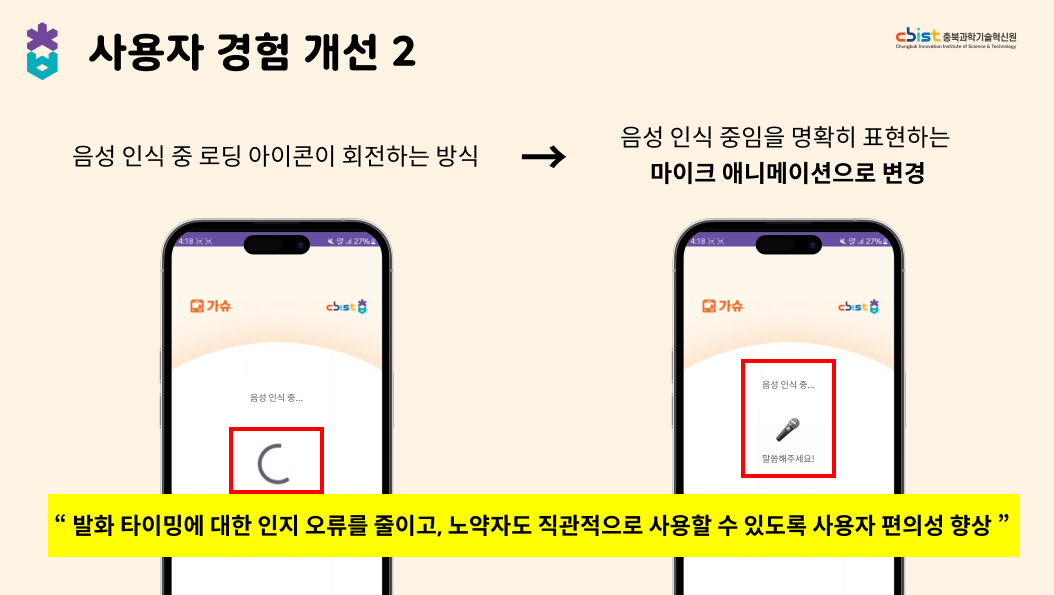 사용자 경험 개선 2
cbist 충북과학기술혁신원
Chungbuk Innovation Institute of Science & Technology
음성 인식 중 로딩 아이콘이 회전하는 방식
음성 인식 중임을 명확히 표현하는
마이크 애니메이션으로 변경
4:18 27%
가슈 cbist
음성 인식 중...
4:18 27%
가슈 cbist
음성 인식 중...
말씀해주세요!
“ 발화 타이밍에 대한 인지 오류를 줄이고, 노약자도 직관적으로 사용할 수 있도록 사용자 편의성 향상 ”